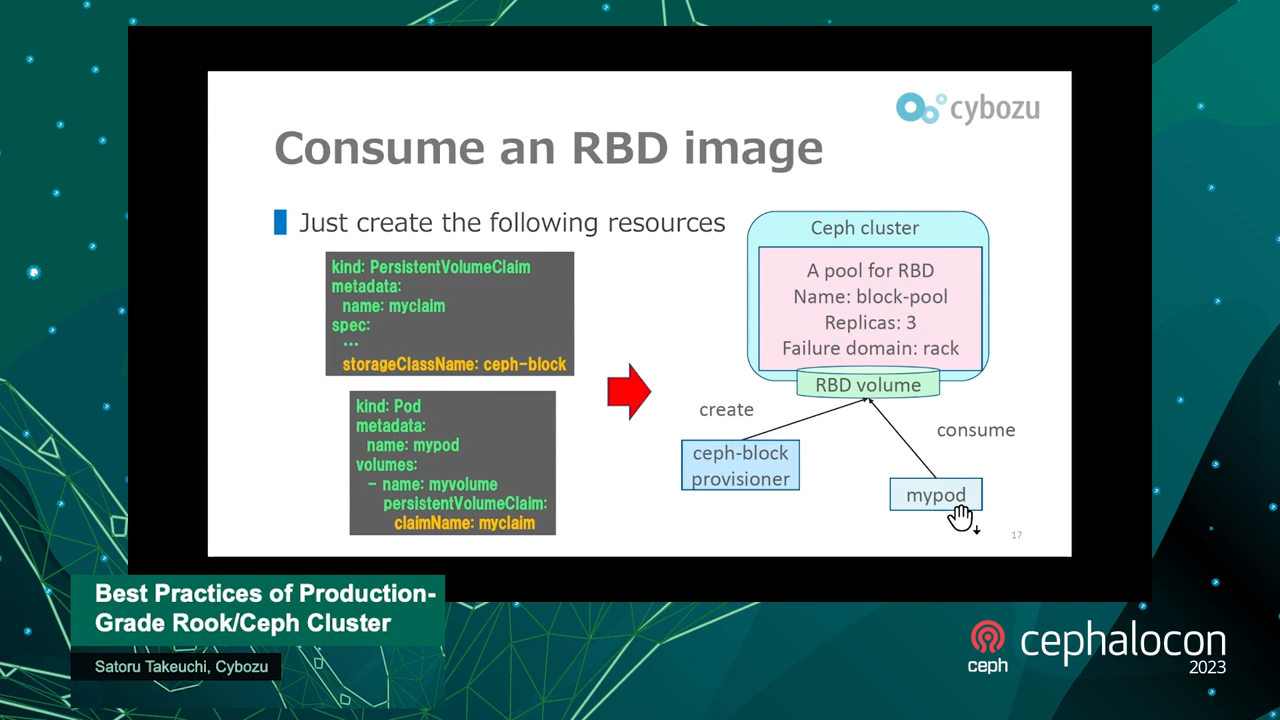 cybozu
Consume an RBD image
Just create the following resources
kind: PersistentVolumeClaim
metadata:
name: myclaim
spec:
...
storageClassName: ceph-block
kind: Pod
metadata:
name: mypod
volumes:
- name: myvolume
persistentVolumeClaim:
claimName: myclaim
Ceph cluster
A pool for RBD
Name: block-pool
Replicas: 3
Failure domain: rack
RBD volume
create
consume
ceph-block
provisioner
mypod
17
Best Practices of Production-
Grade Rook/Ceph Cluster
Satoru Takeuchi, Cybozu
ceph
cephalocon
2023